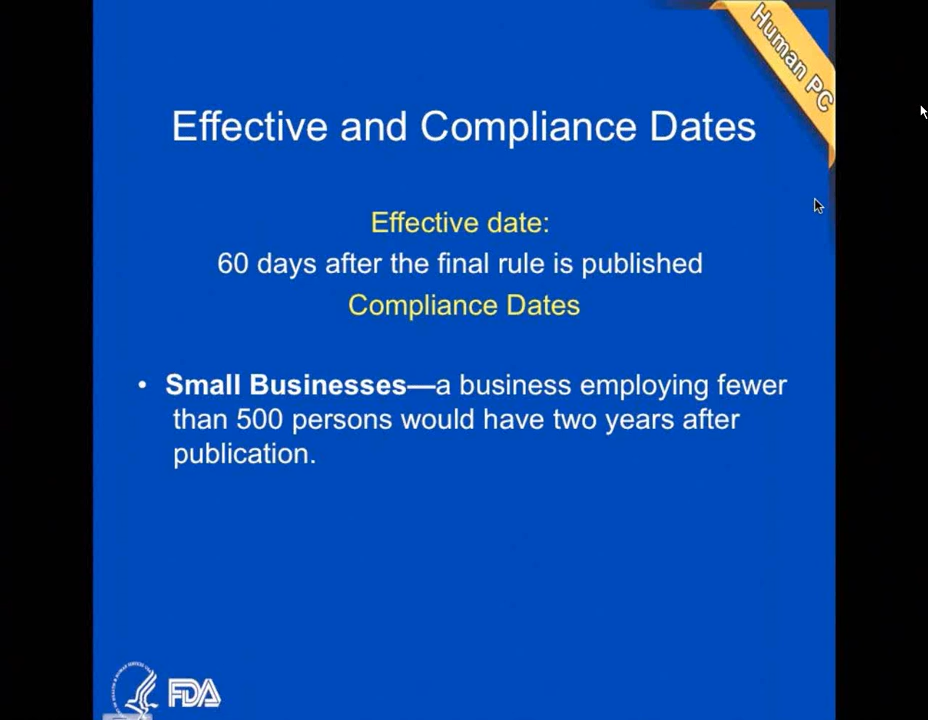 Human PC
Effective and Compliance Dates
Effective date:
60 days after the final rule is published
Compliance Dates
• Small Businesses—a business employing fewer
than 500 persons would have two years after
publication.
FDA